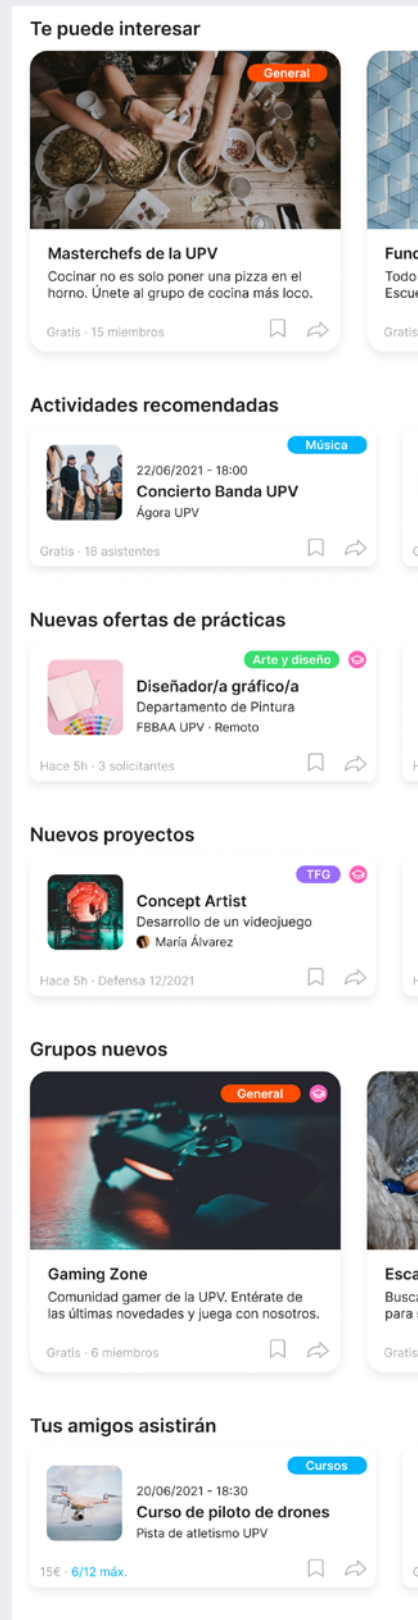 Te puede interesar
General
Masterchefs de la UPV
Cocinar no es solo poner una pizza en el
horno. Únete al grupo de cocina más loco.
Gratis · 15 miembros
Todo
Gratis
Actividades recomendadas
Música
22/06/2021 - 18:00
Concierto Banda UPV
Ágora UPV
Gratis · 18 asistentes
Nuevas ofertas de prácticas
Arte y diseño
Diseñador/a gráfico/a
Departamento de Pintura
FBBAA UPV · Remoto
Hace 5h · 3 solicitantes
Nuevos proyectos
TFG
Concept Artist
Desarrollo de un videojuego
María Álvarez
Hace 5h · Defensa 12/2021
Grupos nuevos
General
Gaming Zone
Comunidad gamer de la UPV. Entérate de
las últimas novedades y juega con nosotros.
Gratis · 6 miembros
para
Gratis
Tus amigos asistirán
Cursos
20/06/2021 - 18:30
Curso de piloto de drones
Pista de atletismo UPV
15€ · 6/12 máx.